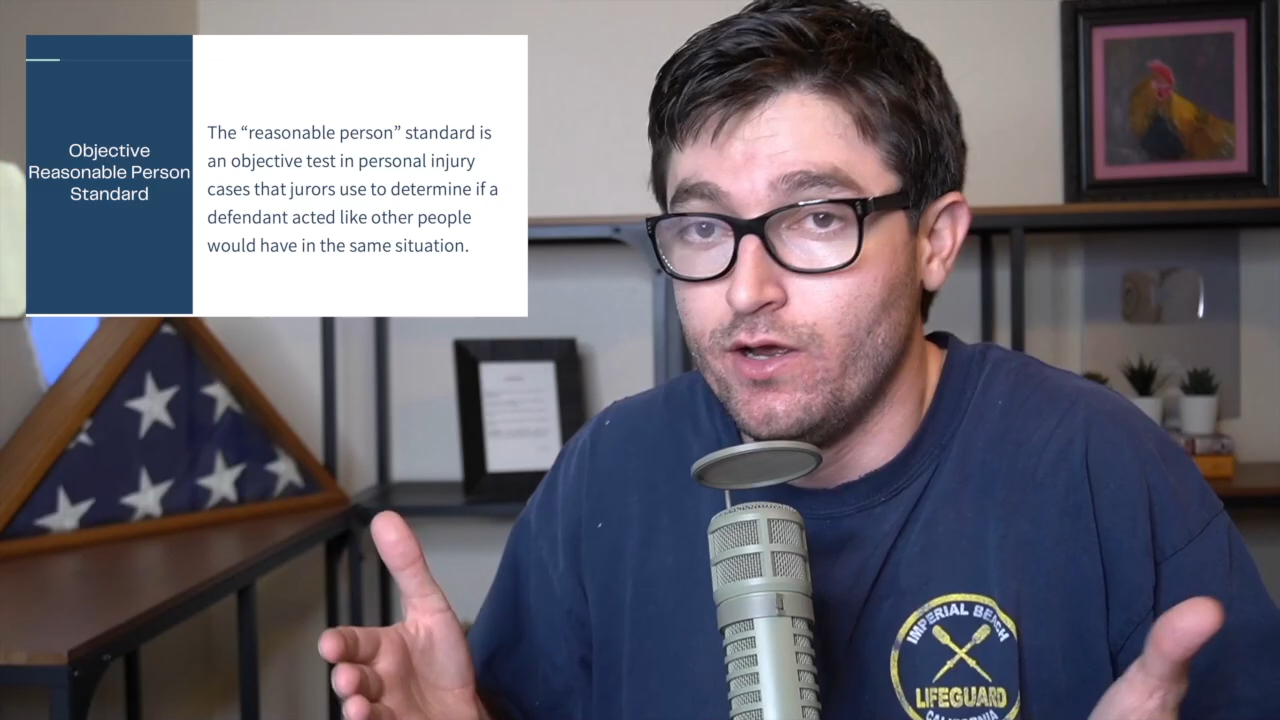 Objective
Reasonable Person
Standard
The “reasonable person” standard is
an objective test in personal injury
cases that jurors use to determine if a
defendant acted like other people
would have in the same situation.
IMPERIAL BEACH
LIFEGUARD
CALIFORNIA